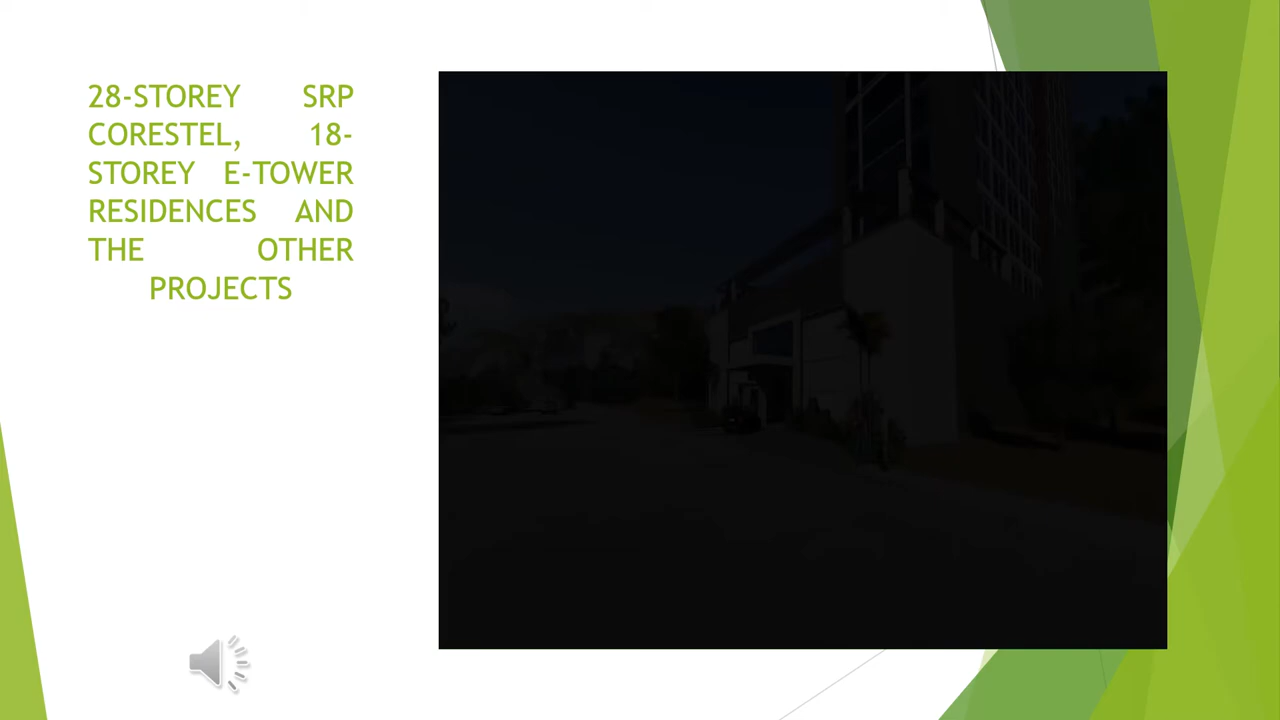 28-STOREY SRP
CORESTEL, 18-
STOREY E-TOWER
RESIDENCES AND
THE OTHER
PROJECTS